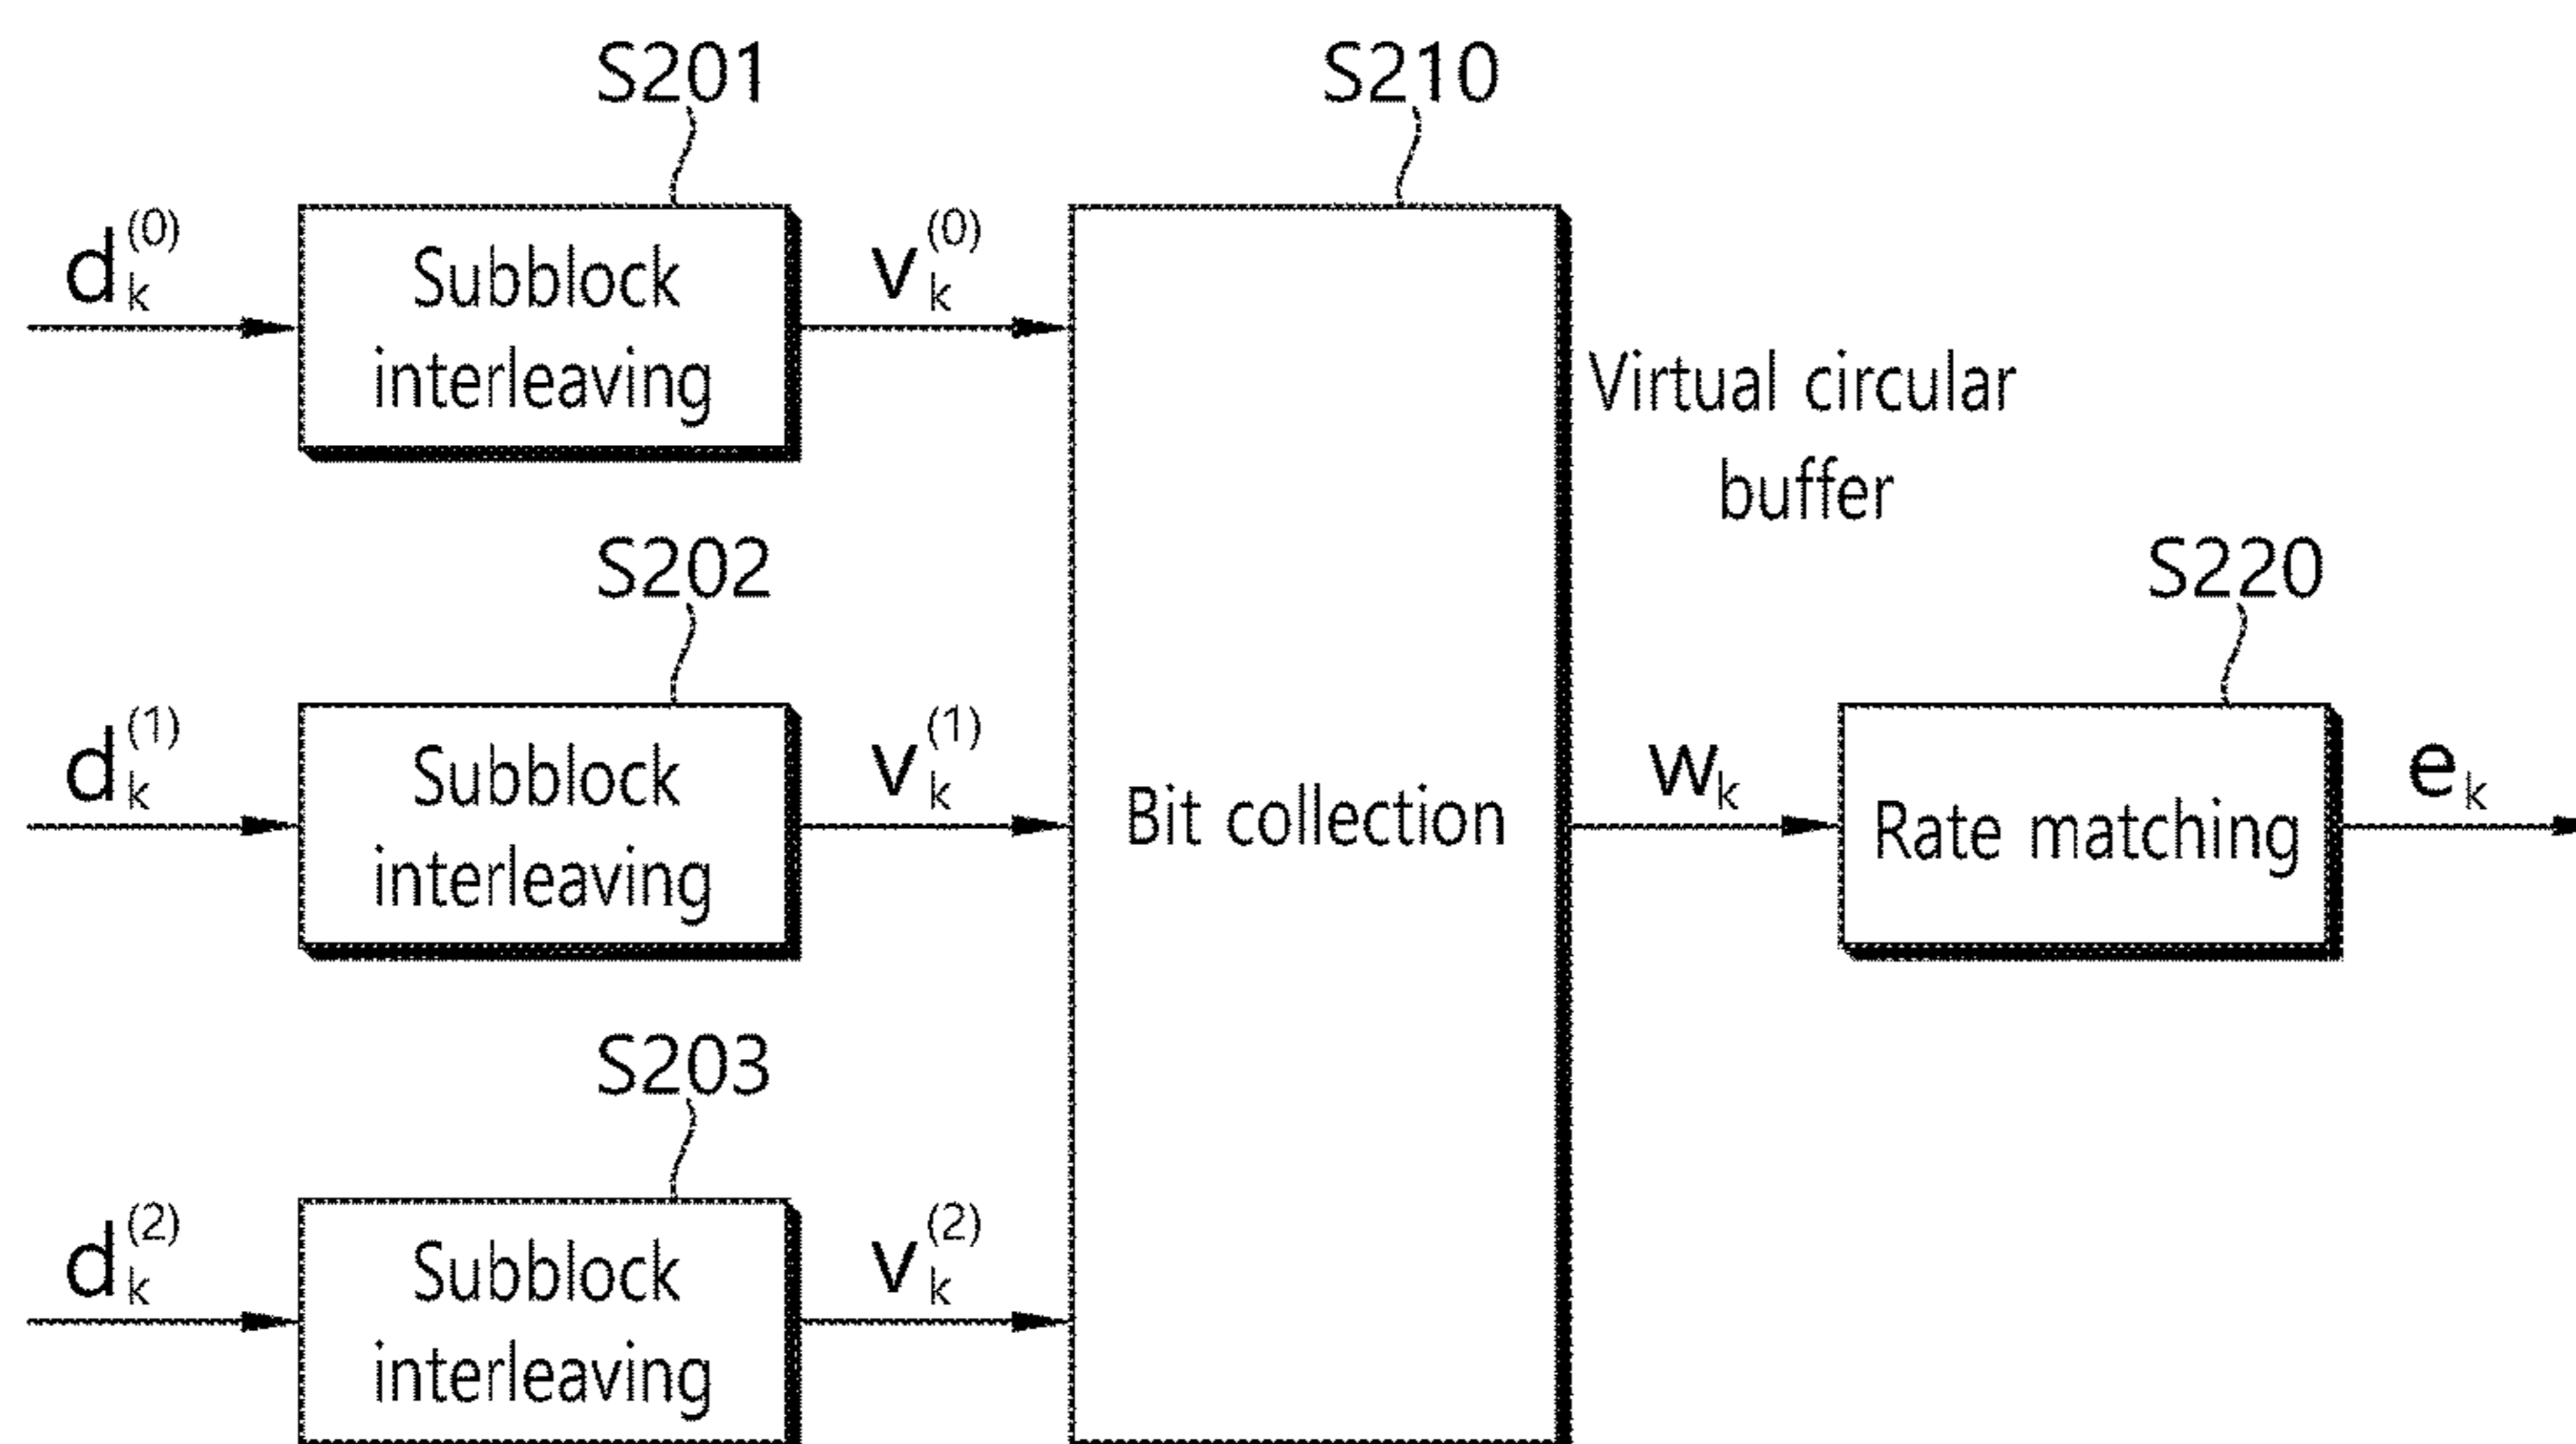 S201
S210
d_k^(0)
Subblock
interleaving
v_k^(0)
Virtual circular
buffer
S202
S220
d_k^(1)
Subblock
interleaving
v_k^(1)
Bit collection
w_k
Rate matching
e_k
S203
d_k^(2)
Subblock
interleaving
v_k^(2)